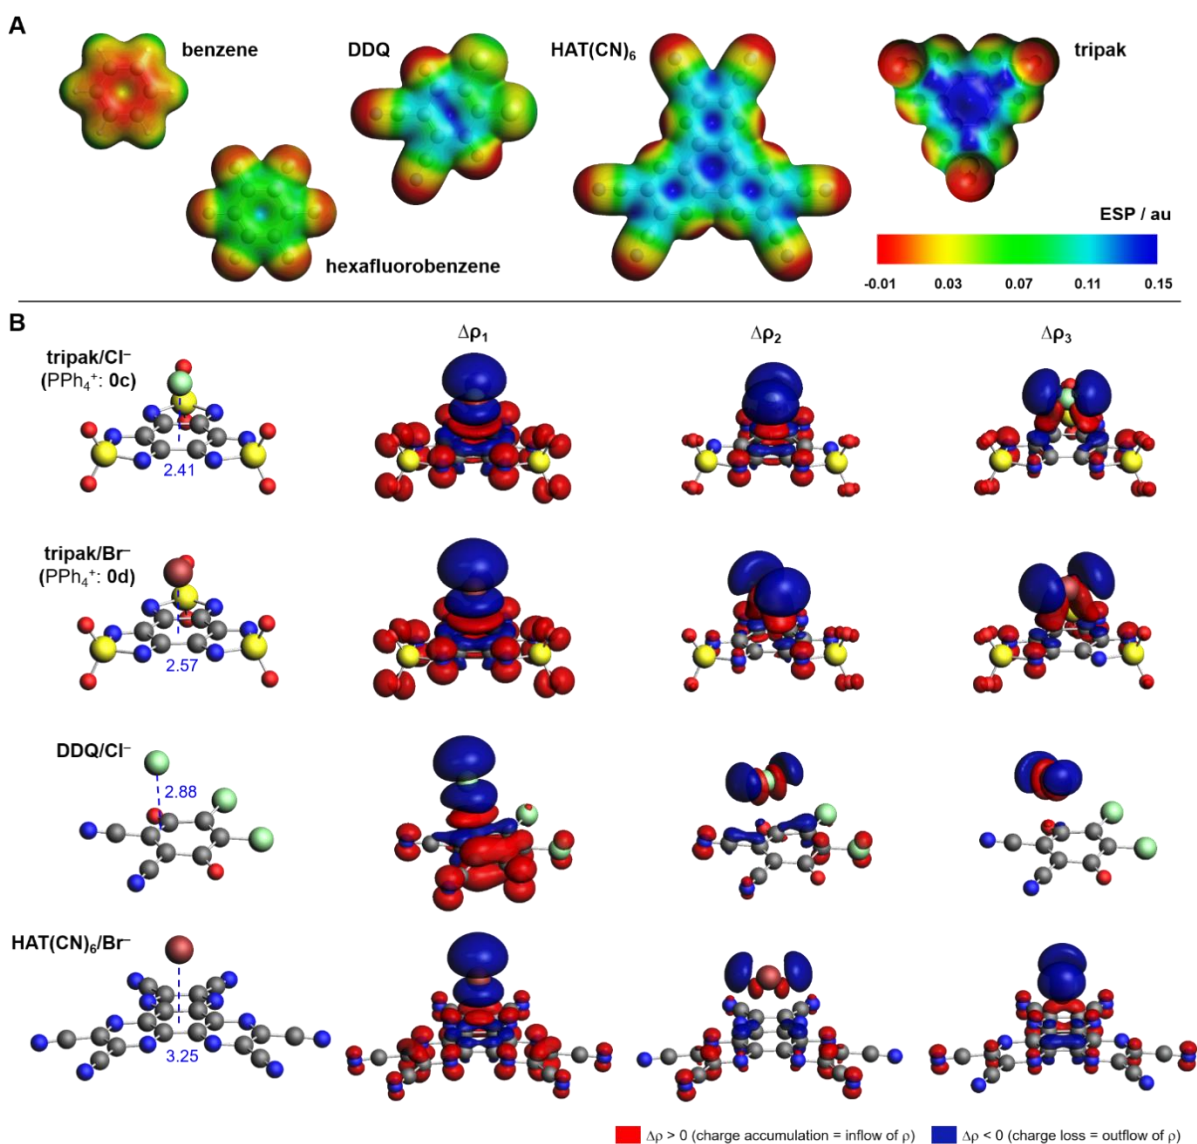 A
benzene
DDQ
HAT(CN)₆
tripak
hexafluorobenzene
ESP / au
-0.01 0.03 0.07 0.11 0.15
B
Δρ₁ Δρ₂ Δρ₃
tripak/Cl⁻
(PPh₄⁺: 0c)
2.41
tripak/Br⁻
(PPh₄⁺: 0d)
2.57
DDQ/Cl⁻
2.88
HAT(CN)₆/Br⁻
3.25
Δρ > 0 (charge accumulation = inflow of ρ) Δρ < 0 (charge loss = outflow of ρ)